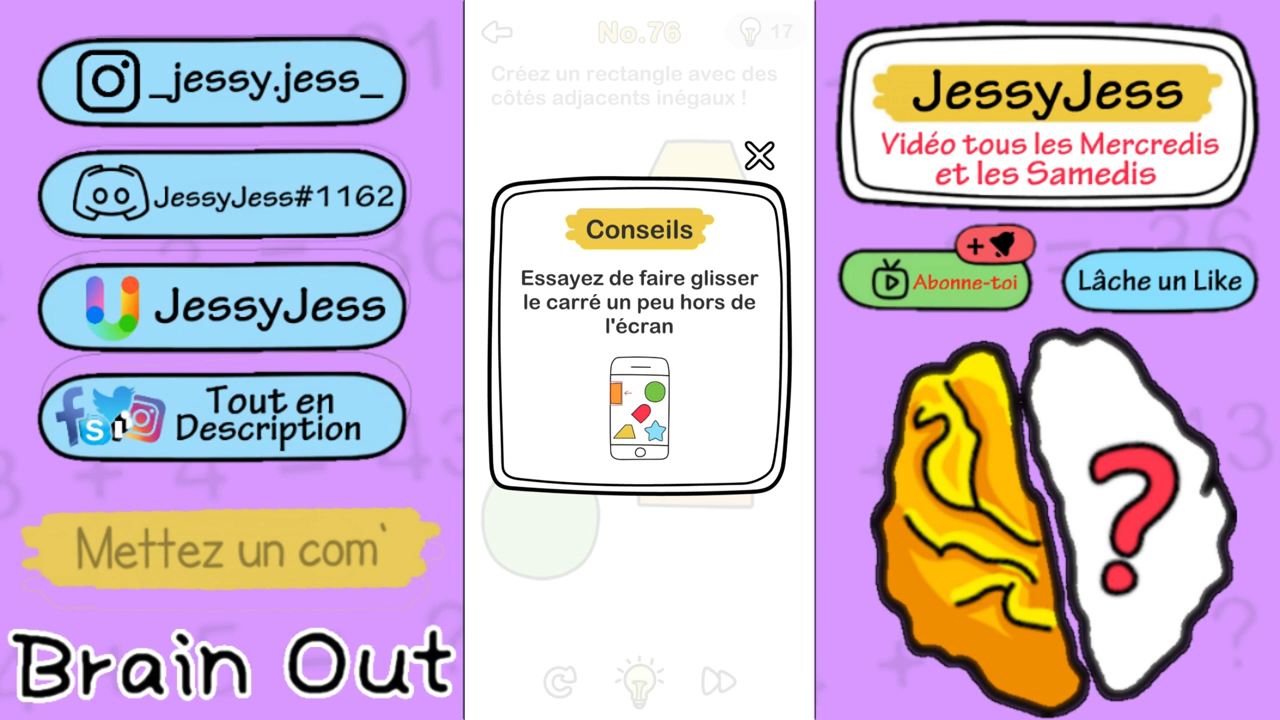 _jessy.jess_
JessyJess#1162
JessyJess
Tout en
Description
Mettez un com'
Brain Out
No.76
17
Créez un rectangle avec des
côtés adjacents inégaux !
Conseils
Essayez de faire glisser
le carré un peu hors de
l'écran
JessyJess
Vidéo tous les Mercredis
et les Samedis
+
Abonne-toi
Lâche un Like
?